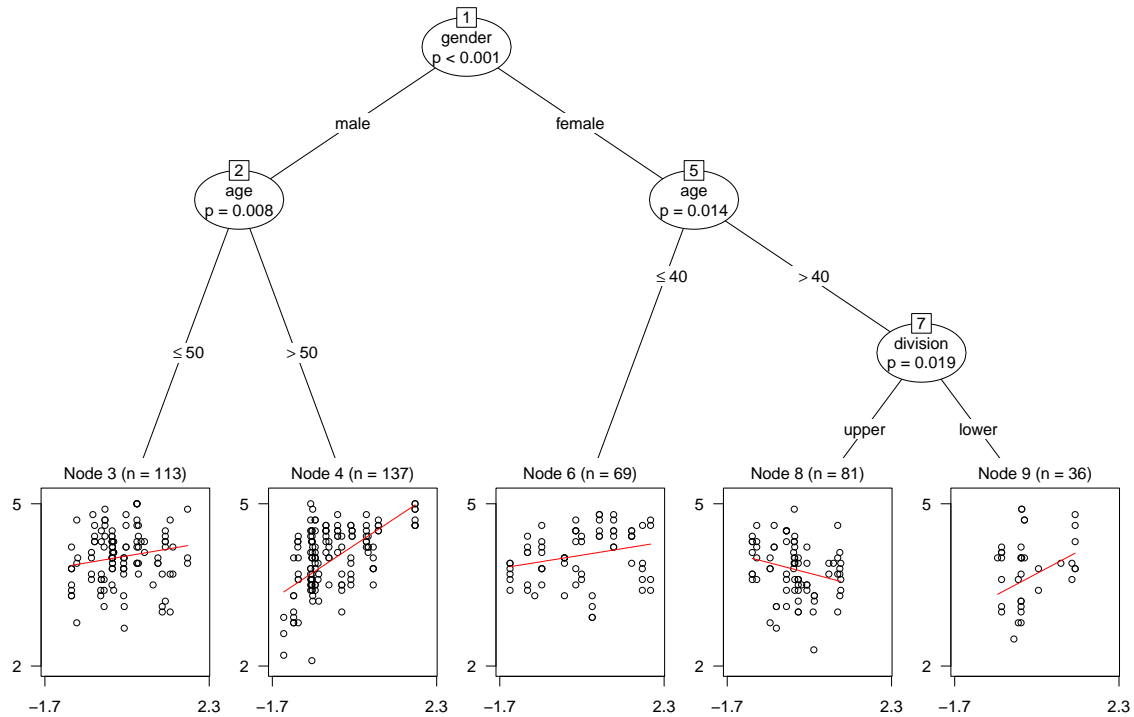 1
gender
p < 0.001
male
female
2
age
p = 0.008
5
age
p = 0.014
≤ 40
> 40
7
division
p = 0.019
≤ 50
> 50
upper
lower
Node 3 (n = 113)
Node 4 (n = 137)
Node 6 (n = 69)
Node 8 (n = 81)
Node 9 (n = 36)
5
5
5
5
5
2
2
2
2
2
−1.7
2.3
−1.7
2.3
−1.7
2.3
−1.7
2.3
−1.7
2.3